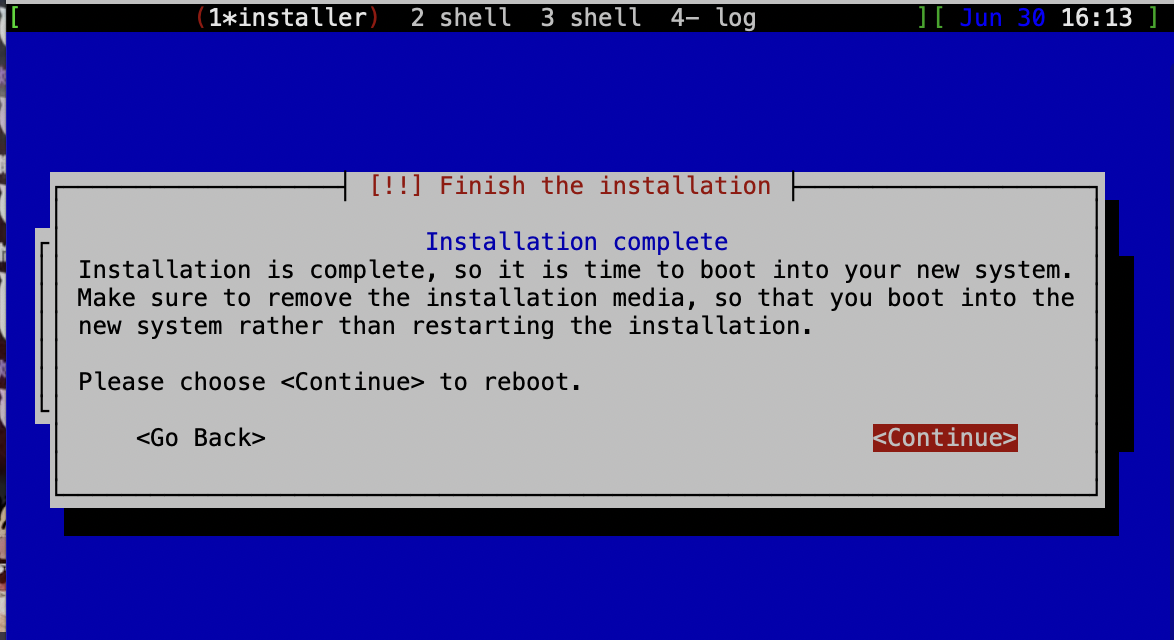 [ (1*installer) 2 shell 3 shell 4- log ][ Jun 30 16:13 ]
[!!] Finish the installation
Installation complete
Installation is complete, so it is time to boot into your new system.
Make sure to remove the installation media, so that you boot into the
new system rather than restarting the installation.
Please choose <Continue> to reboot.
<Go Back> <Continue>